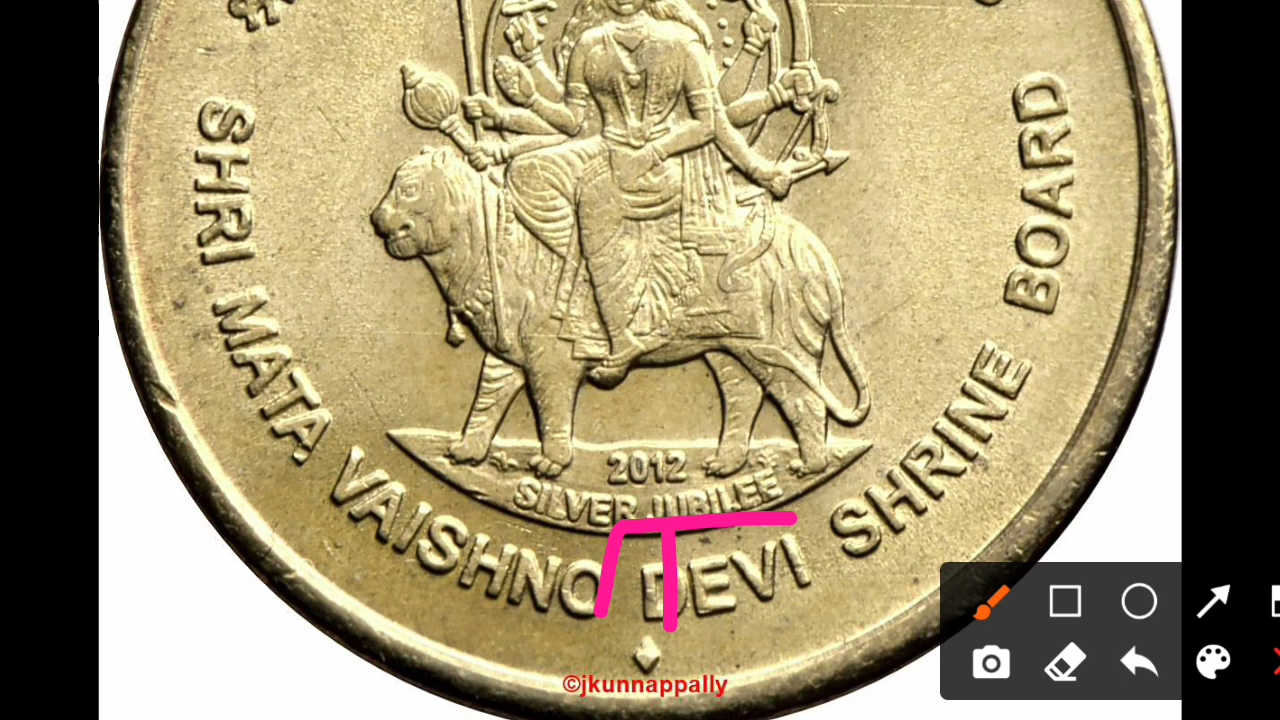 SHRI MATA VAISHNO DEVI SHRINE BOARD
2012
SILVER JUBILEE
©jkunnappally